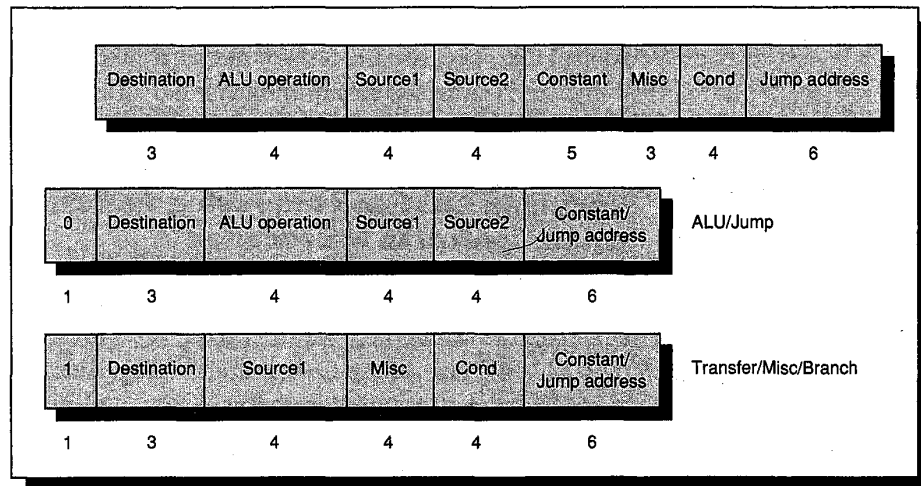 Destination ALU operation Source1 Source2 Constant Misc Cond Jump address
3 4 4 4 5 3 4 6
0 Destination ALU operation Source1 Source2 Constant/
Jump address ALU/Jump
1 3 4 4 4 6
1 Destination Source1 Misc Cond Constant/
Jump address Transfer/Misc/Branch
1 3 4 4 4 6